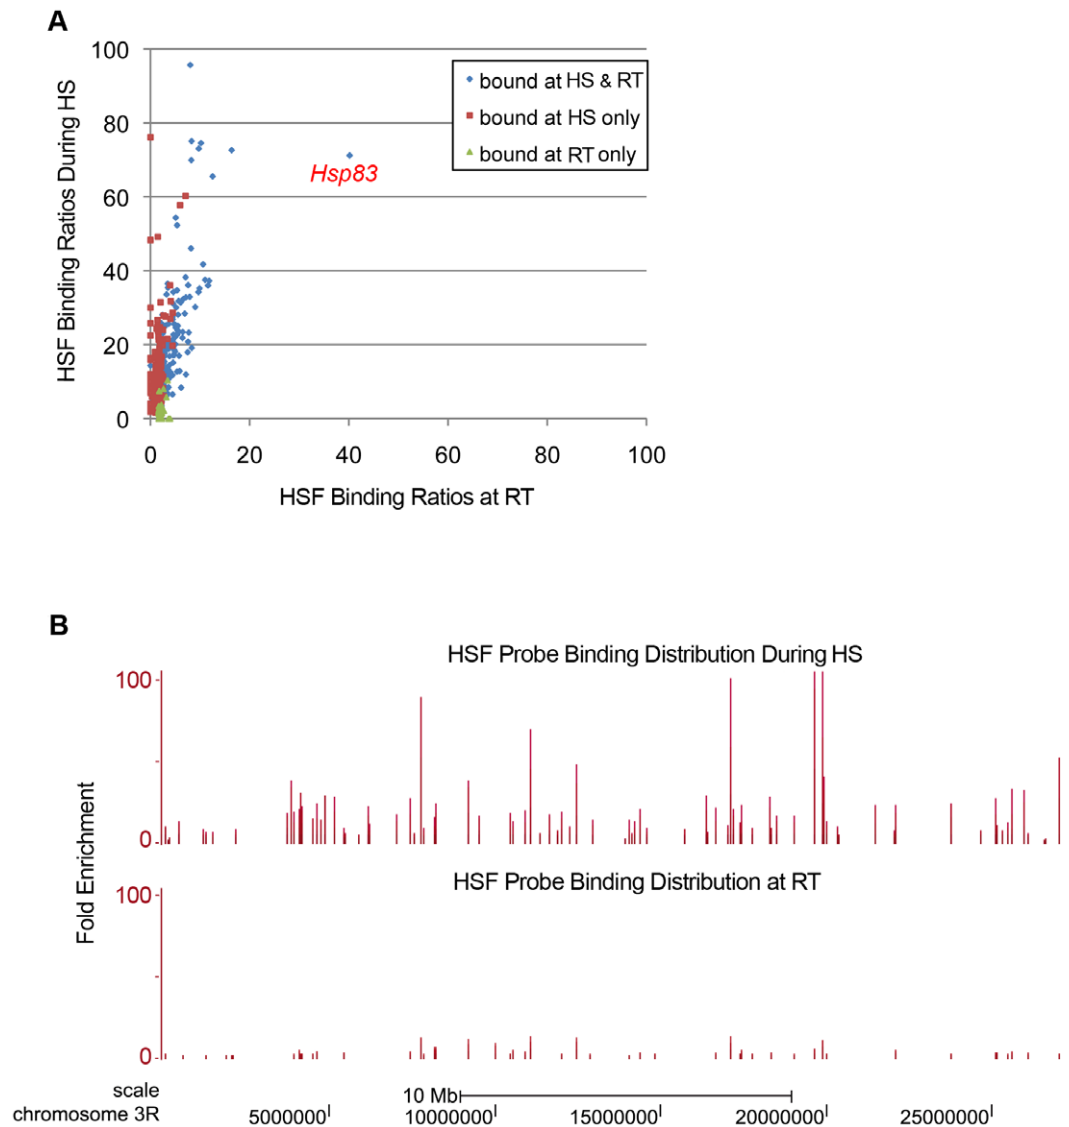 A
HSF Binding Ratios During HS
100
80
60
40
20
0
bound at HS & RT
bound at HS only
bound at RT only
Hsp83
0 20 40 60 80 100
HSF Binding Ratios at RT
B
HSF Probe Binding Distribution During HS
100
0
Fold Enrichment
HSF Probe Binding Distribution at RT
100
0
scale
10 Mb
chromosome 3R
5000000 10000000 15000000 20000000 25000000